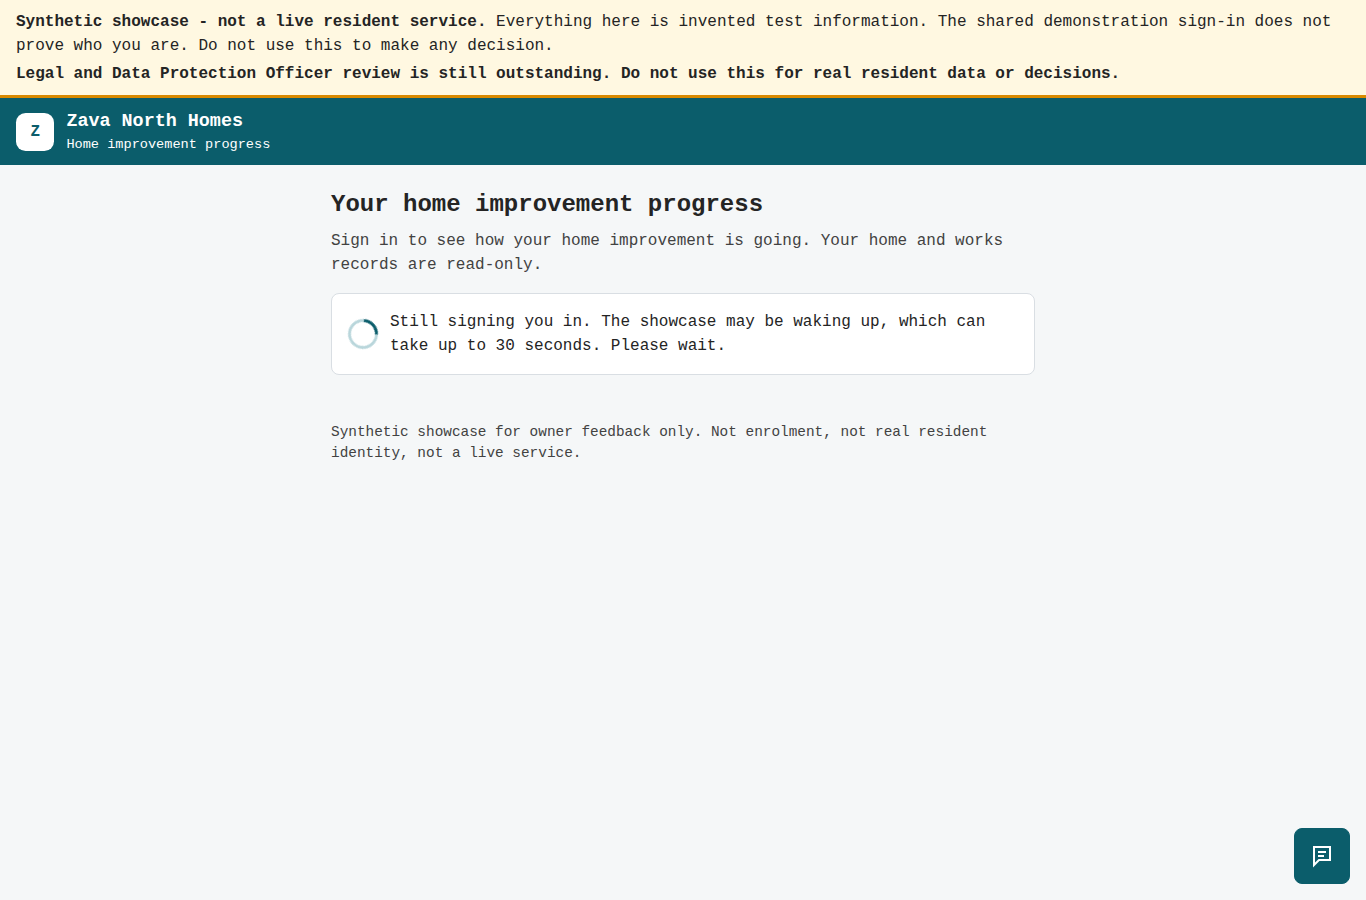 Synthetic showcase - not a live resident service. Everything here is invented test information. The shared demonstration sign-in does not
prove who you are. Do not use this to make any decision.
Legal and Data Protection Officer review is still outstanding. Do not use this for real resident data or decisions.
Z
Zava North Homes
Home improvement progress
Your home improvement progress
Sign in to see how your home improvement is going. Your home and works
records are read-only.
Still signing you in. The showcase may be waking up, which can
take up to 30 seconds. Please wait.
Synthetic showcase for owner feedback only. Not enrolment, not real resident
identity, not a live service.